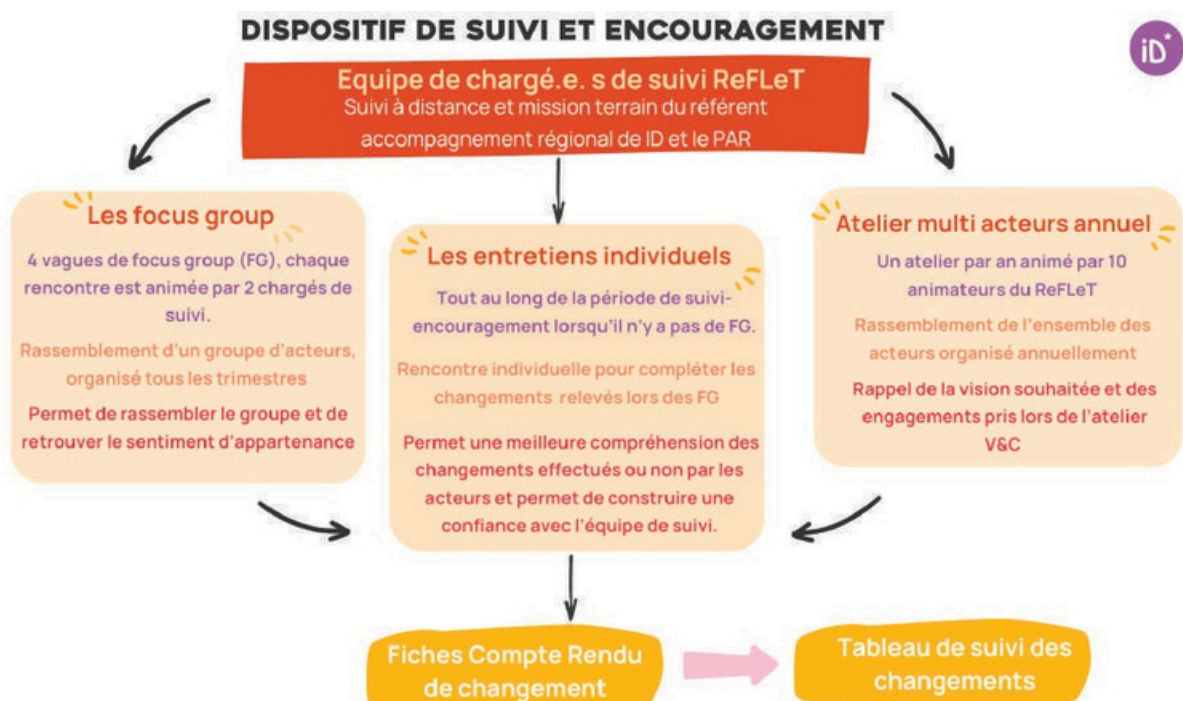 DISPOSITIF DE SUIVI ET ENCOURAGEMENT
iD*
Equipe de chargé.e. s de suivi ReFLeT
Suivi à distance et mission terrain du référent
accompagnement régional de ID et le PAR
Les focus group
4 vagues de focus group (FG), chaque
rencontre est animée par 2 chargés de
suivi.
Rassemblement d'un groupe d'acteurs,
organisé tous les trimestres
Permet de rassembler le groupe et de
retrouver le sentiment d'appartenance
Les entretiens individuels
Tout au long de la période de suivi-
encouragement lorsqu'il n'y a pas de FG.
Rencontre individuelle pour compléter les
changements relevés lors des FG
Permet une meilleure compréhension des
changements effectués ou non par les
acteurs et permet de construire une
confiance avec l'équipe de suivi.
Atelier multi acteurs annuel
Un atelier par an animé par 10
animateurs du ReFLeT
Rassemblement de l'ensemble des
acteurs organisé annuellement
Rappel de la vision souhaitée et des
engagements pris lors de l'atelier
V&C
Fiches Compte Rendu
de changement
Tableau de suivi des
changements